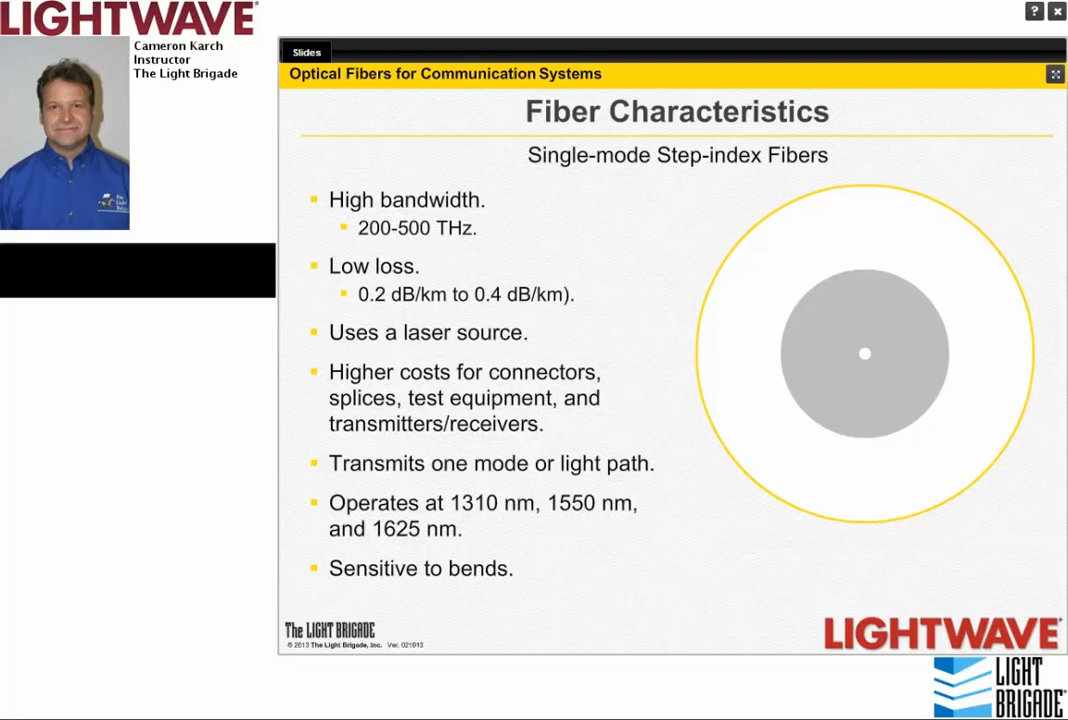 LIGHTWAVE
Cameron Karch
Instructor
The Light Brigade
?
Slides
Optical Fibers for Communication Systems
Fiber Characteristics
Single-mode Step-index Fibers
High bandwidth.
200-500 THz.
Low loss.
0.2 dB/km to 0.4 dB/km).
Uses a laser source.
Higher costs for connectors,
splices, test equipment, and
transmitters/receivers.
Transmits one mode or light path.
Operates at 1310 nm, 1550 nm,
and 1625 nm.
Sensitive to bends.
The LIGHT BRIGADE
© 2013 The Light Brigade, Inc. Ver. 021913
LIGHTWAVE
LIGHT
BRIGADE